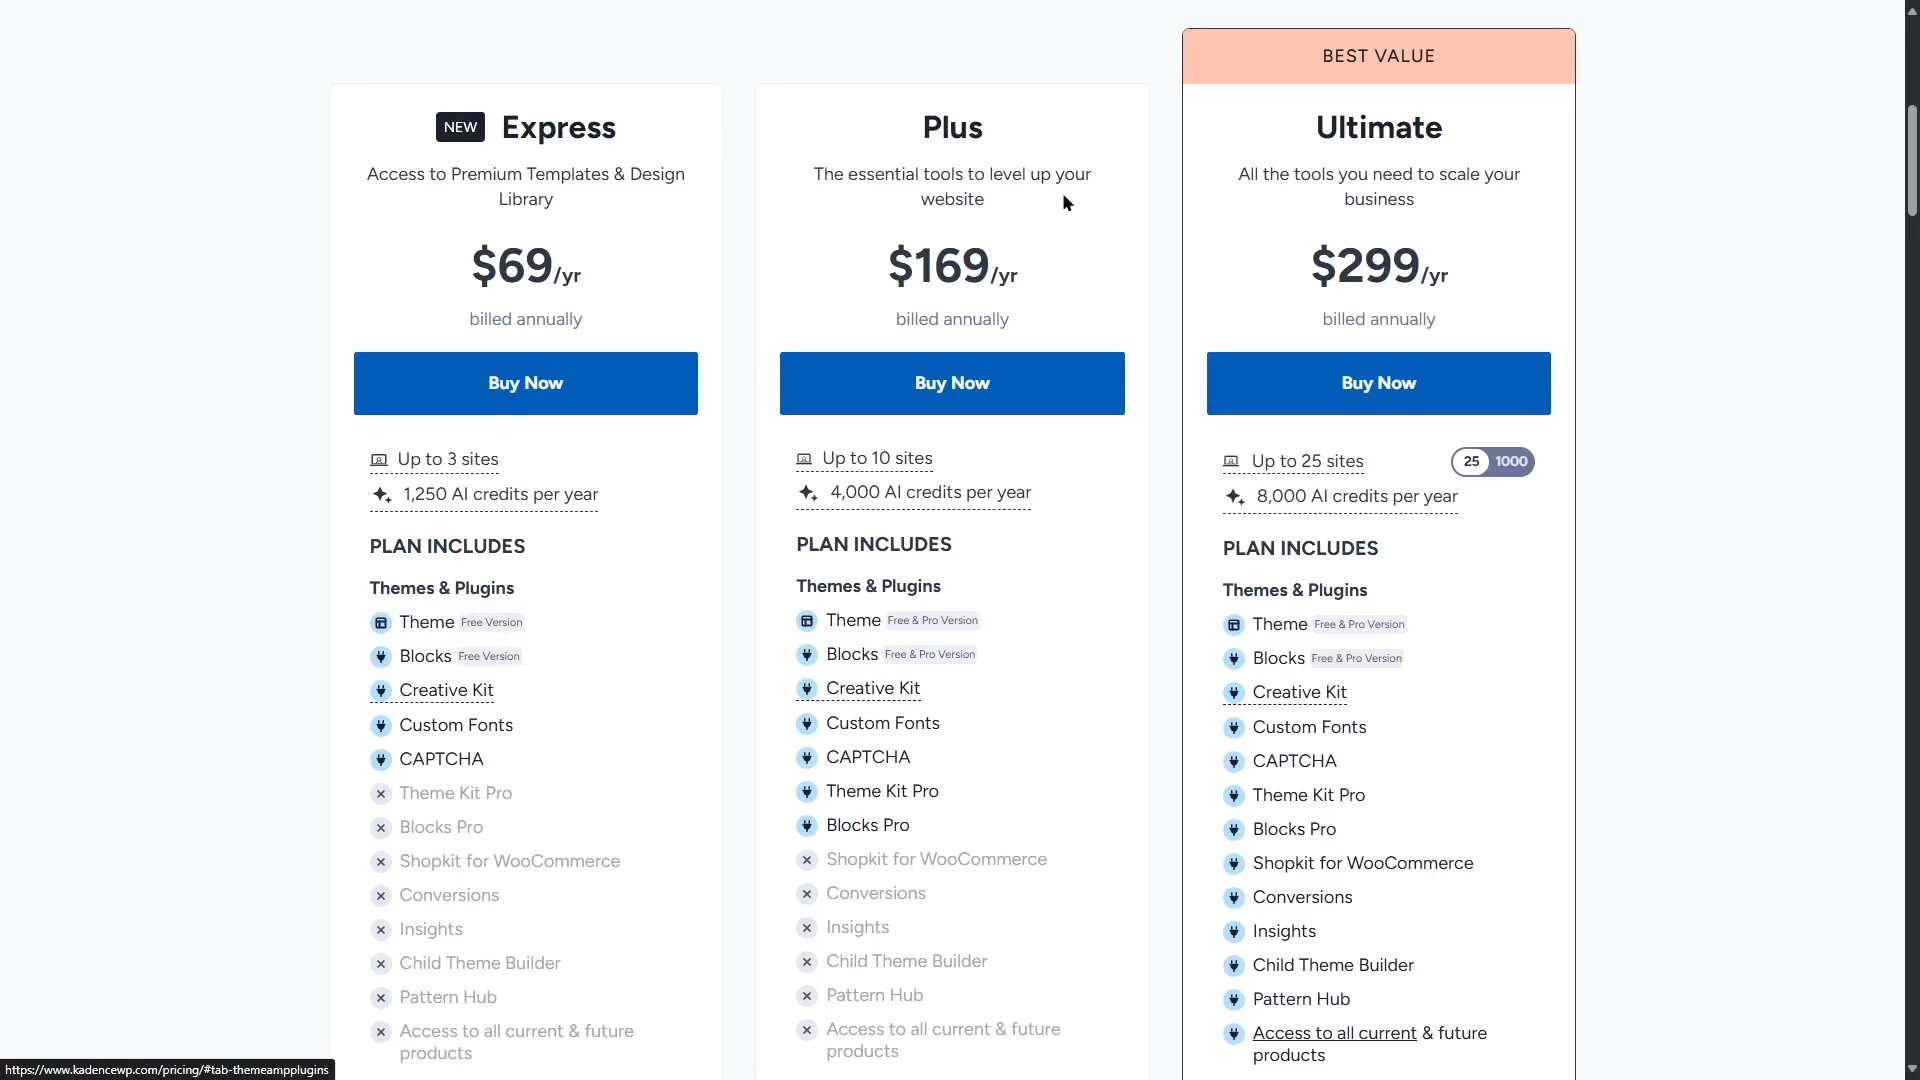 BEST VALUE
NEW Express
Access to Premium Templates & Design
Library
$69/yr
billed annually
Buy Now
Up to 3 sites
1,250 AI credits per year
PLAN INCLUDES
Themes & Plugins
Theme Free Version
Blocks Free Version
Creative Kit
Custom Fonts
CAPTCHA
Theme Kit Pro
Blocks Pro
Shopkit for WooCommerce
Conversions
Insights
Child Theme Builder
Pattern Hub
Access to all current & future
products
Plus
The essential tools to level up your
website
$169/yr
billed annually
Buy Now
Up to 10 sites
4,000 AI credits per year
PLAN INCLUDES
Themes & Plugins
Theme Free & Pro Version
Blocks Free & Pro Version
Creative Kit
Custom Fonts
CAPTCHA
Theme Kit Pro
Blocks Pro
Shopkit for WooCommerce
Conversions
Insights
Child Theme Builder
Pattern Hub
Access to all current & future
products
Ultimate
All the tools you need to scale your
business
$299/yr
billed annually
Buy Now
Up to 25 sites 25 1000
8,000 AI credits per year
PLAN INCLUDES
Themes & Plugins
Theme Free & Pro Version
Blocks Free & Pro Version
Creative Kit
Custom Fonts
CAPTCHA
Theme Kit Pro
Blocks Pro
Shopkit for WooCommerce
Conversions
Insights
Child Theme Builder
Pattern Hub
Access to all current & future
products
https://www.kadencewp.com/pricing/#tab-themeampplugins